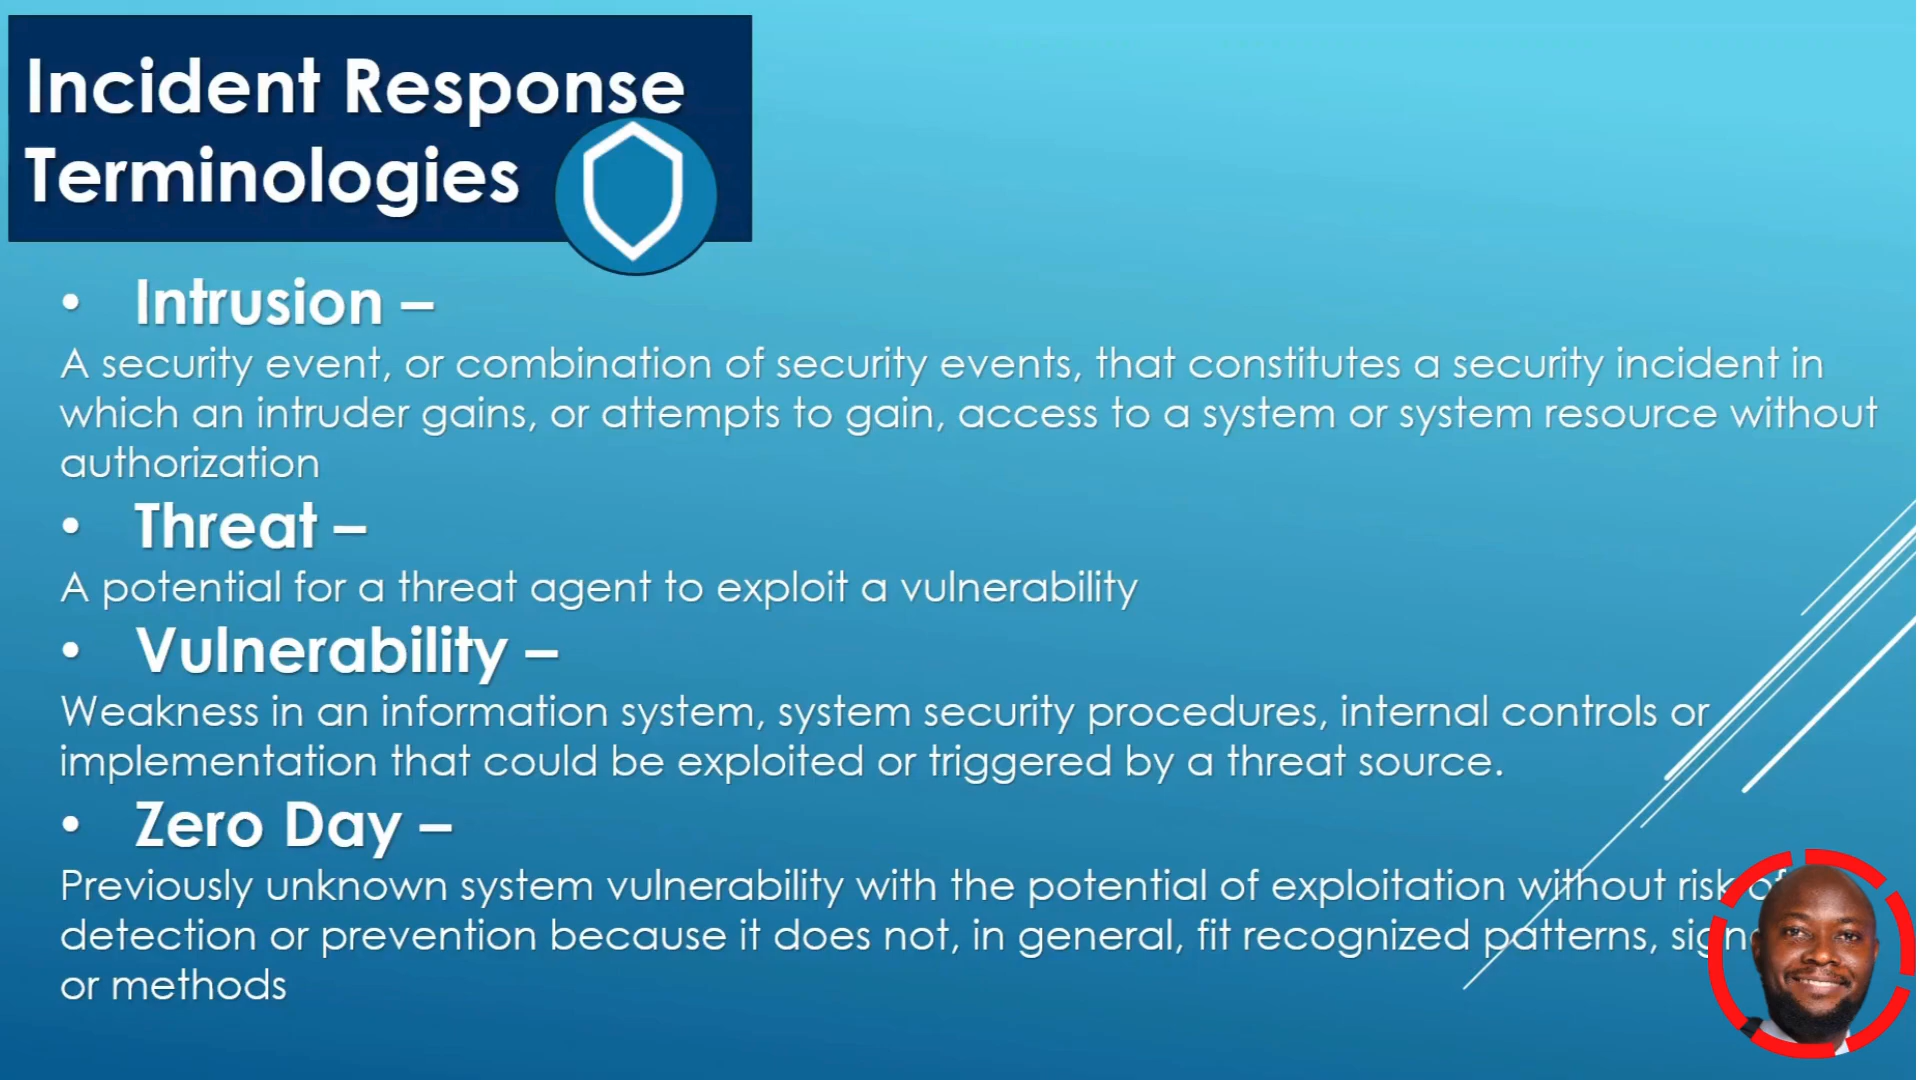 Incident Response
Terminologies
• Intrusion –
A security event, or combination of security events, that constitutes a security incident in
which an intruder gains, or attempts to gain, access to a system or system resource without
authorization
• Threat –
A potential for a threat agent to exploit a vulnerability
• Vulnerability –
Weakness in an information system, system security procedures, internal controls or
implementation that could be exploited or triggered by a threat source.
• Zero Day –
Previously unknown system vulnerability with the potential of exploitation without risk of
detection or prevention because it does not, in general, fit recognized patterns,
or methods